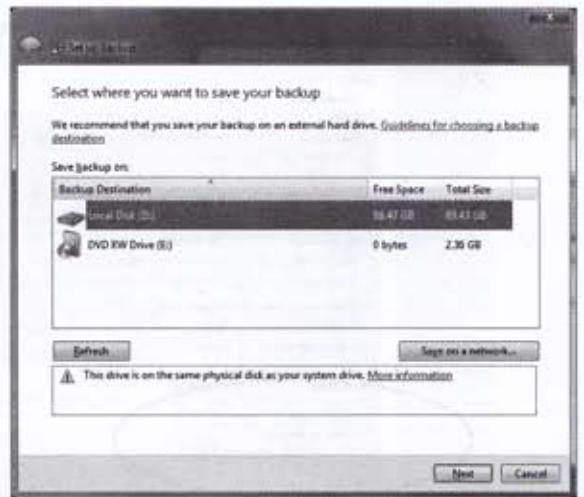 Set up backup
Select where you want to save your backup
We recommend that you save your backup on an external hard drive. Guidelines for choosing a backup
destination
Save backup on:
Backup Destination Free Space Total Size
Local Disk (D:)
DVD RW Drive (E:) 0 bytes 2.36 GB
Refresh Save on a network...
This drive is on the same physical disk as your system drive. More information
Next Cancel